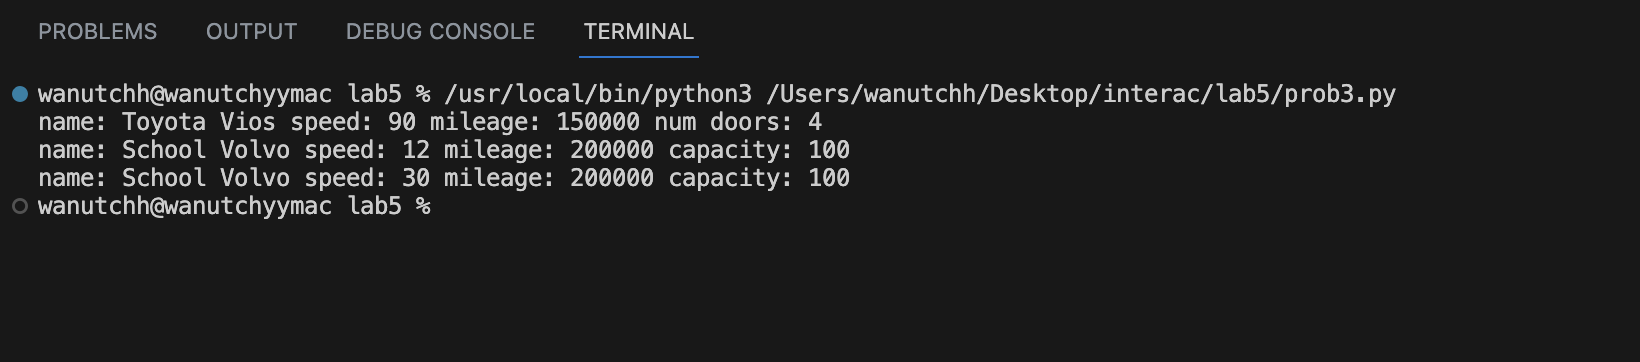 PROBLEMS OUTPUT DEBUG CONSOLE TERMINAL
wanutchh@wanutchyymac lab5 % /usr/local/bin/python3 /Users/wanutchh/Desktop/interac/lab5/prob3.py
name: Toyota Vios speed: 90 mileage: 150000 num doors: 4
name: School Volvo speed: 12 mileage: 200000 capacity: 100
name: School Volvo speed: 30 mileage: 200000 capacity: 100
wanutchh@wanutchyymac lab5 %